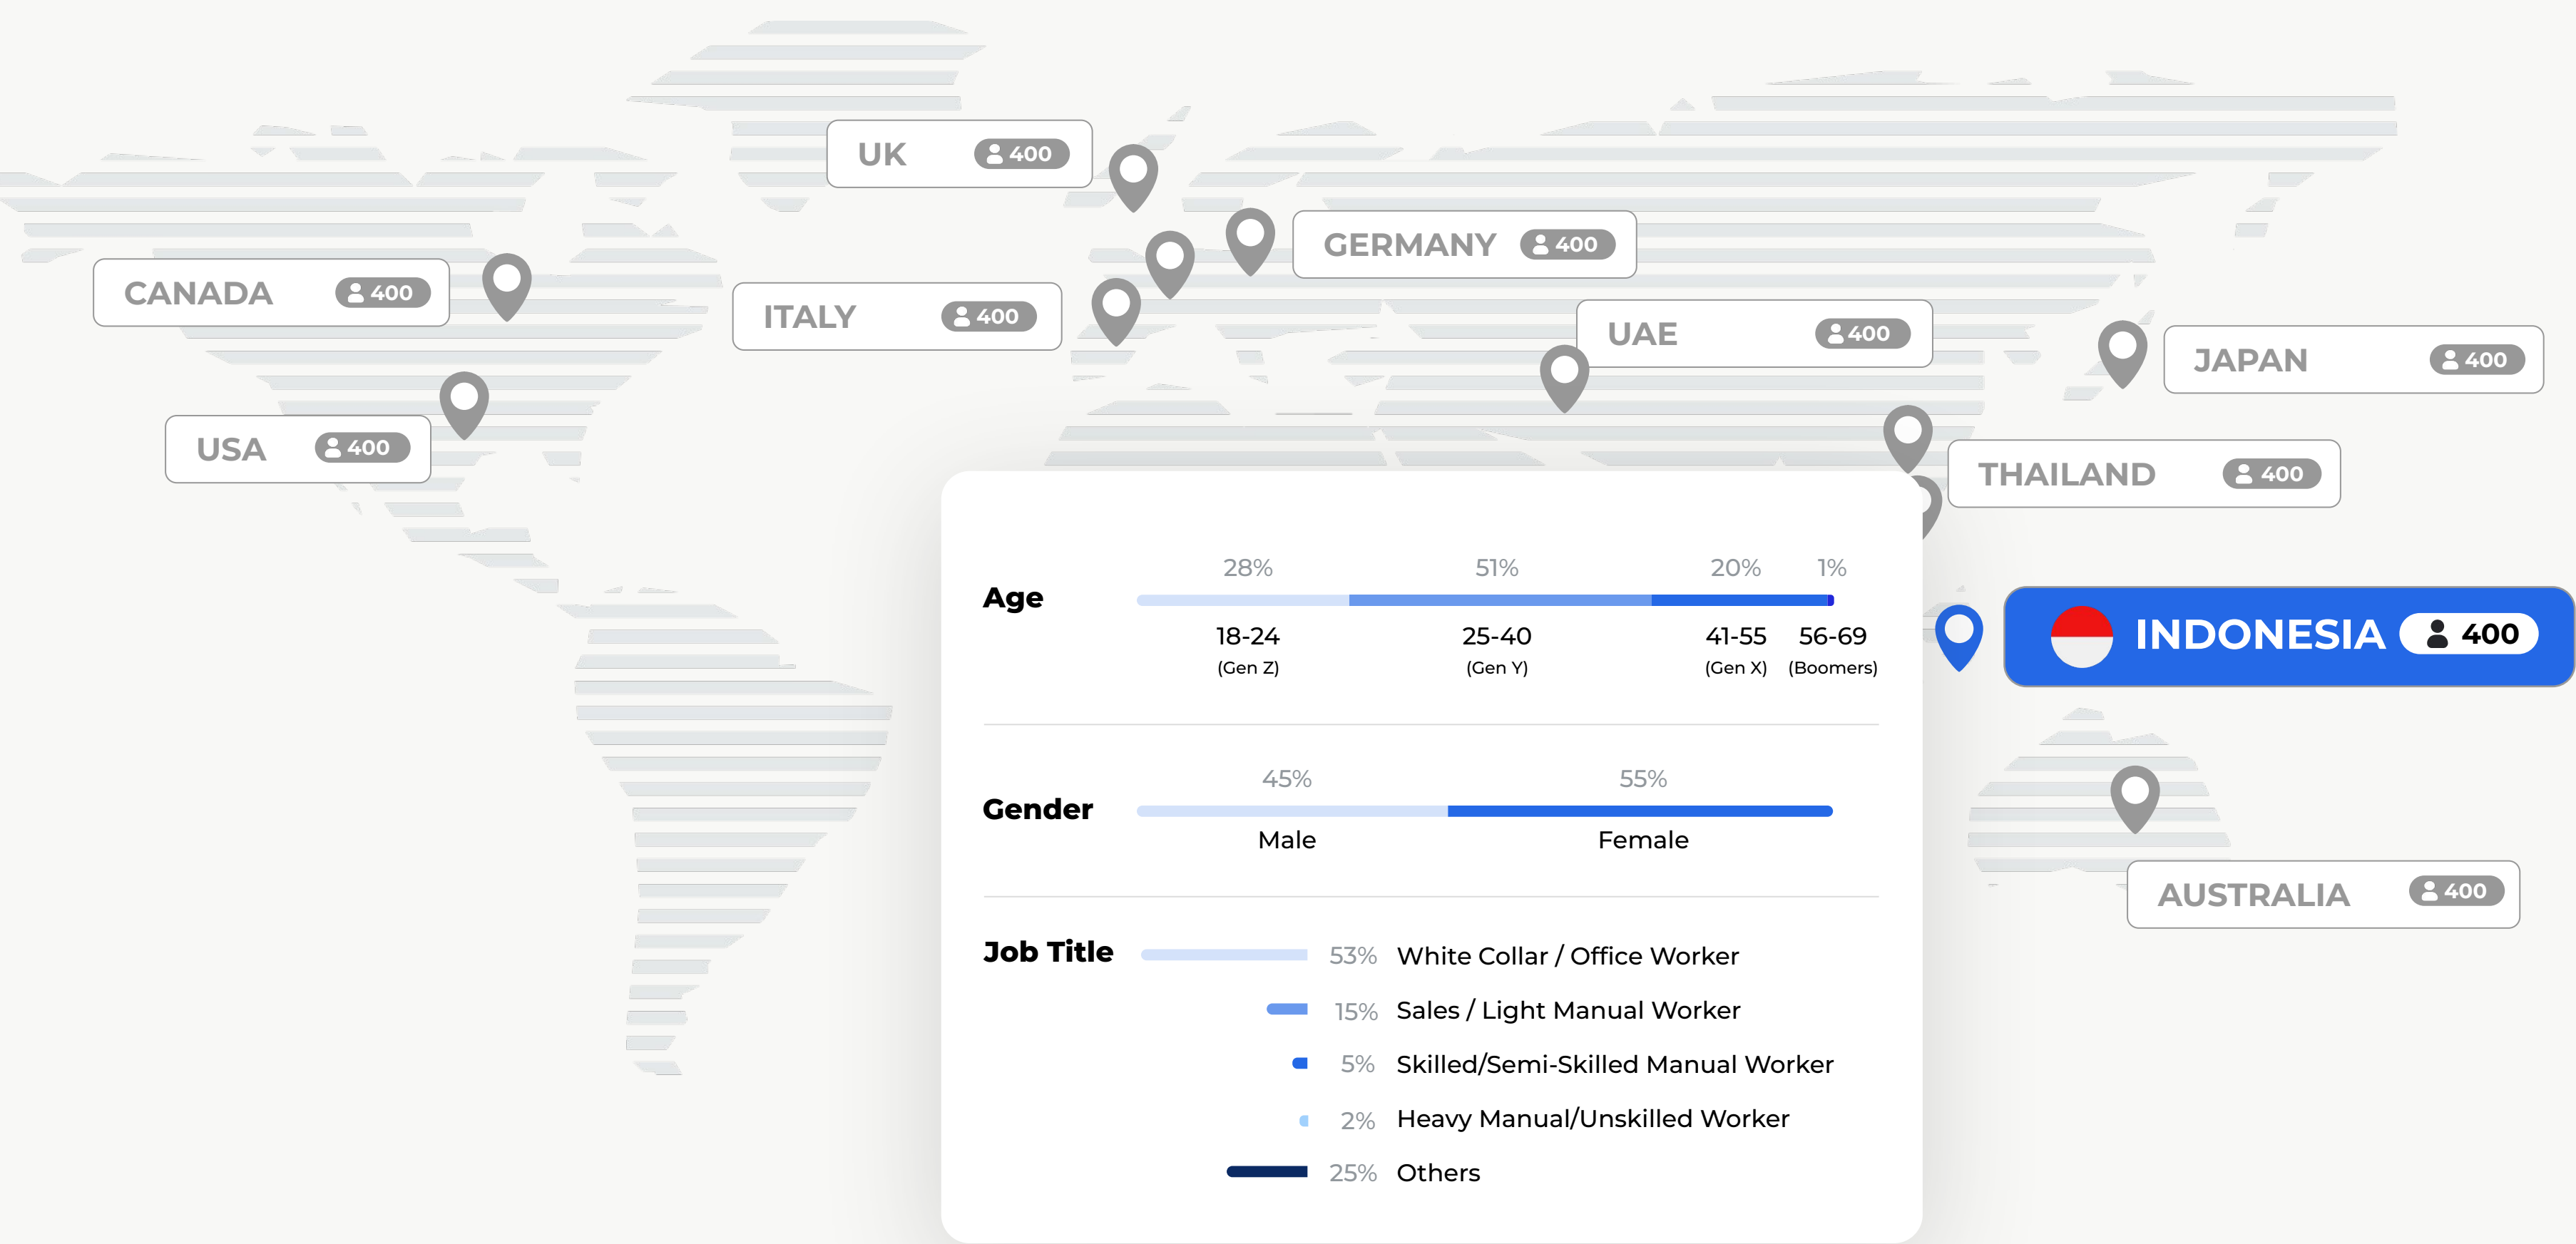 UK 400
GERMANY 400
CANADA 400
ITALY 400
UAE 400
JAPAN 400
USA 400
THAILAND 400
INDONESIA 400
AUSTRALIA 400
Age
28% 51% 20% 1%
18-24 25-40 41-55 56-69
(Gen Z) (Gen Y) (Gen X) (Boomers)
Gender
45% 55%
Male Female
Job Title
53% White Collar / Office Worker
15% Sales / Light Manual Worker
5% Skilled/Semi-Skilled Manual Worker
2% Heavy Manual/Unskilled Worker
25% Others